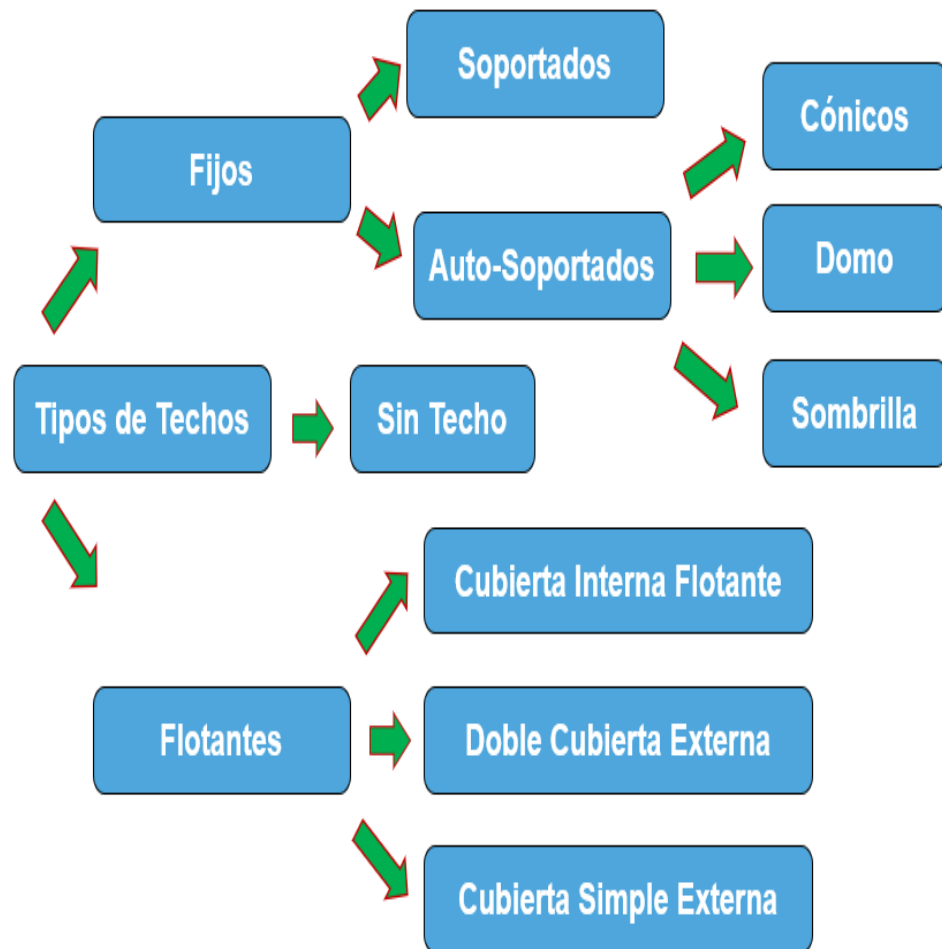 Soportados
Cónicos
Fijos
Auto-Soportados
Domo
Tipos de Techos
Sin Techo
Sombrilla
Cubierta Interna Flotante
Flotantes
Doble Cubierta Externa
Cubierta Simple Externa